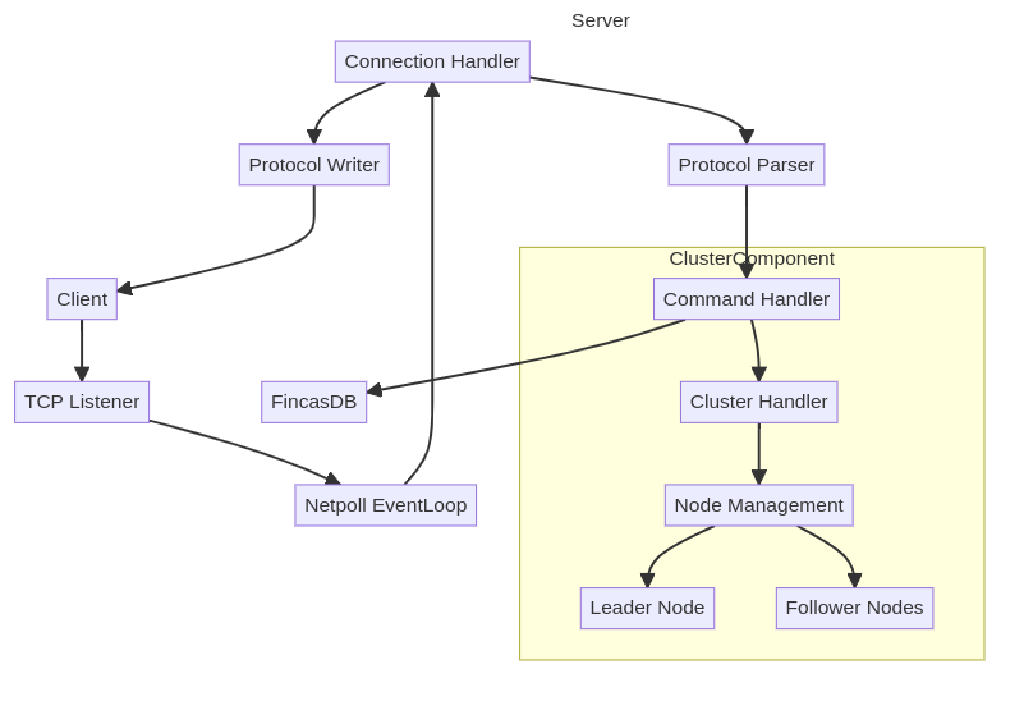 Server
Connection Handler
Protocol Writer
Protocol Parser
ClusterComponent
Client
Command Handler
TCP Listener
FincasDB
Cluster Handler
Netpoll EventLoop
Node Management
Leader Node
Follower Nodes